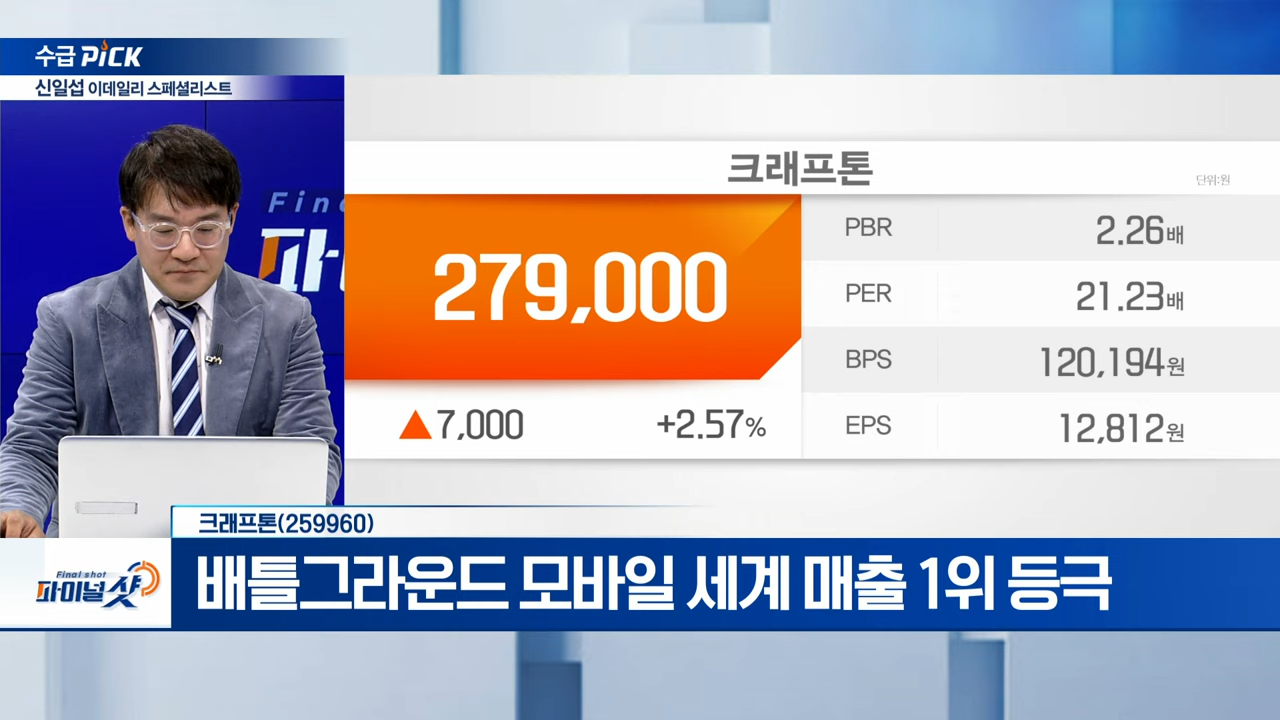 수급 PICK
신일섭 이데일리 스페셜리스트
Fin
파이
크래프톤
단위:원
279,000
▲7,000 +2.57%
PBR 2.26배
PER 21.23배
BPS 120,194원
EPS 12,812원
크래프톤(259960)
Final shot
파이널샷
배틀그라운드 모바일 세계 매출 1위 등극